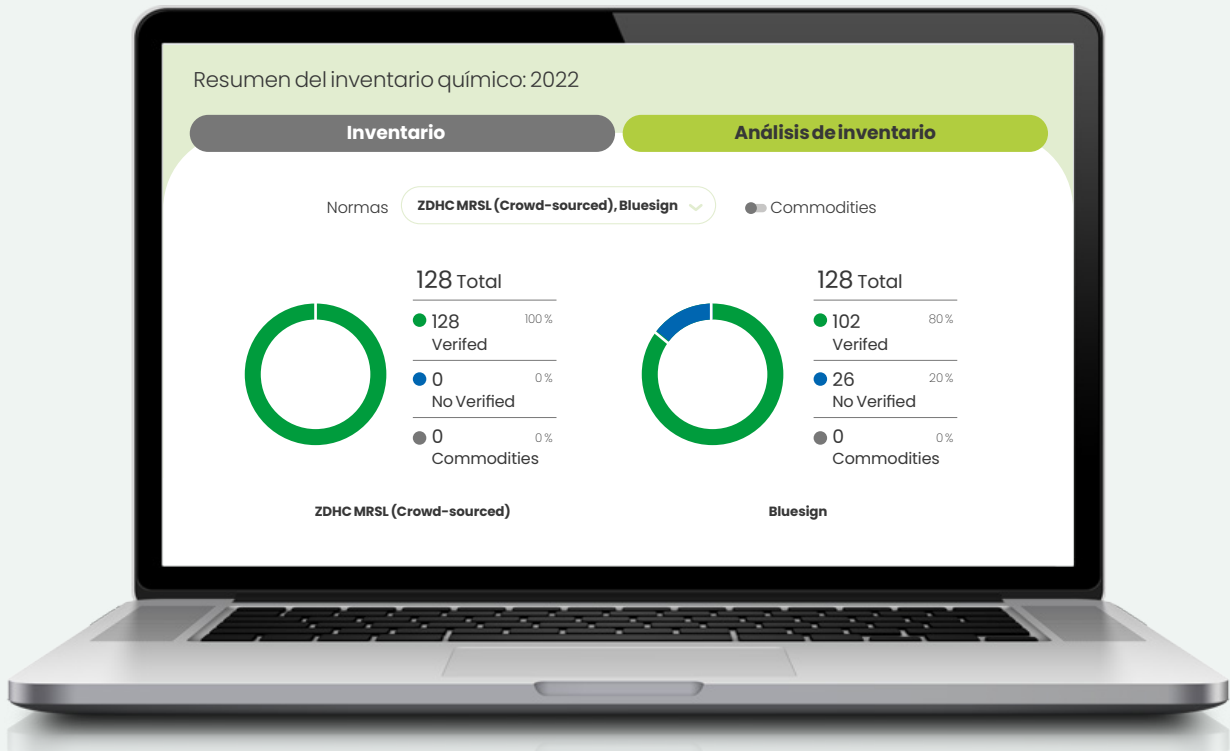 Resumen del inventario químico: 2022
Inventario
Análisis de inventario
Normas
ZDHC MRSL (Crowd-sourced), Bluesign
Commodities
128 Total
128 100%
Verifed
0 0%
No Verified
0 0%
Commodities
ZDHC MRSL (Crowd-sourced)
128 Total
102 80%
Verifed
26 20%
No Verified
0 0%
Commodities
Bluesign